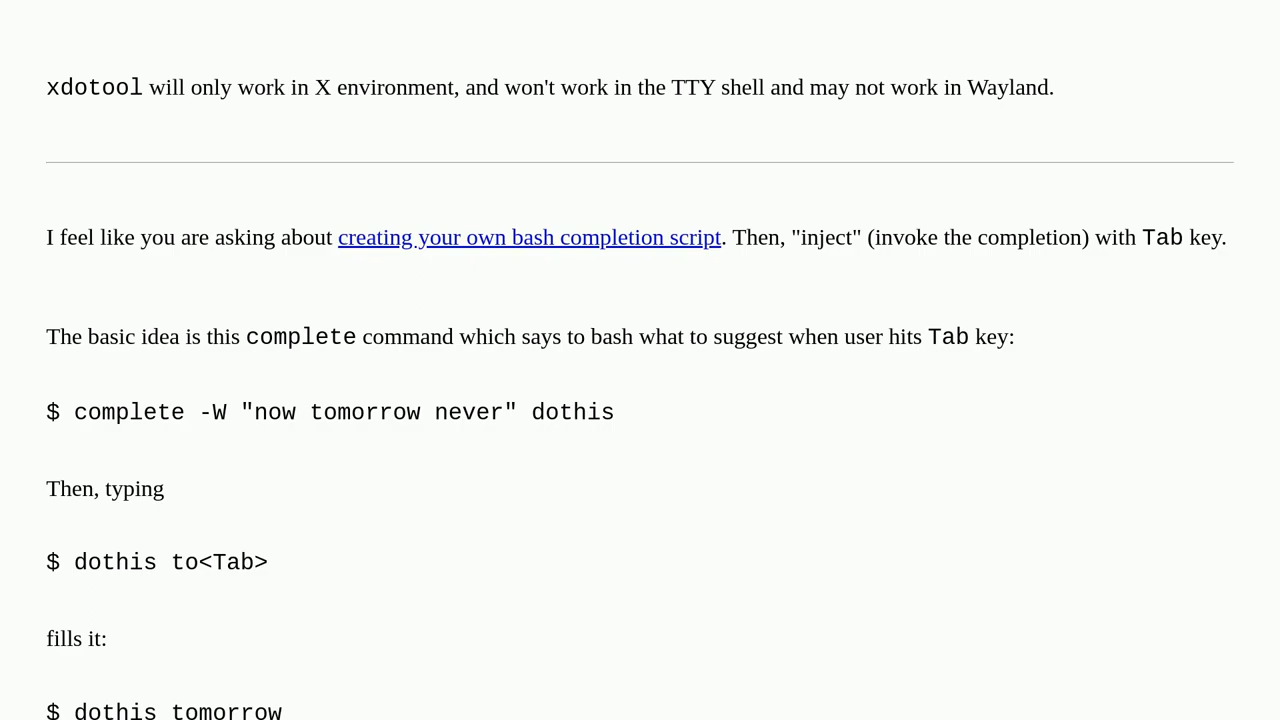 xdotool will only work in X environment, and won't work in the TTY shell and may not work in Wayland.
I feel like you are asking about creating your own bash completion script. Then, "inject" (invoke the completion) with Tab key.
The basic idea is this complete command which says to bash what to suggest when user hits Tab key:
$ complete -W "now tomorrow never" dothis
Then, typing
$ dothis to<Tab>
fills it:
$ dothis tomorrow